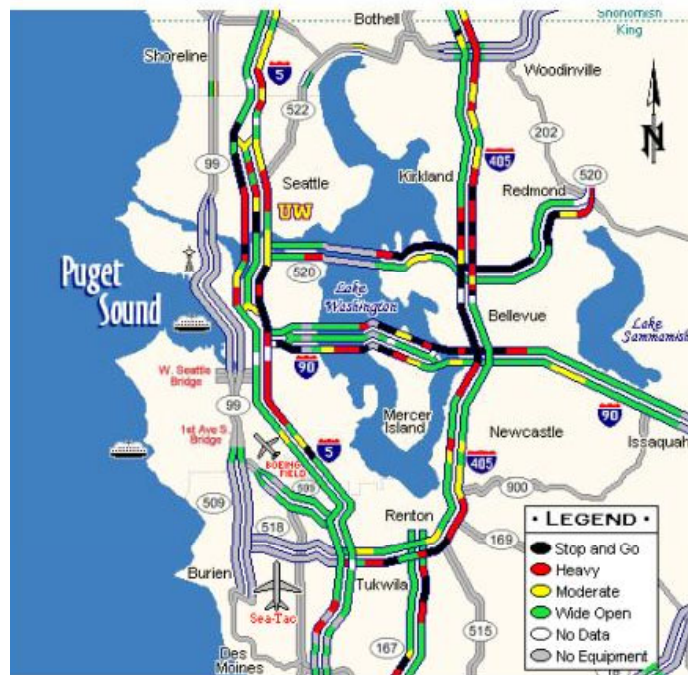 Bothell
Snohomish
King
Shoreline
5
522
Woodinville
N
99
202
405
Seattle
Kirkland
Redmond
520
UW
Puget
Sound
520
Lake
Washington
Bellevue
Lake
Sammamish
W. Seattle
Bridge
90
99
Mercer
Island
Newcastle
90
1st Ave S.
Bridge
5
BOEING
FIELD
405
Issaquah
599
900
509
518
Renton
169
Burien
Tukwila
Sea-Tac
515
167
Des
Moines
18
• LEGEND •
Stop and Go
Heavy
Moderate
Wide Open
No Data
No Equipment